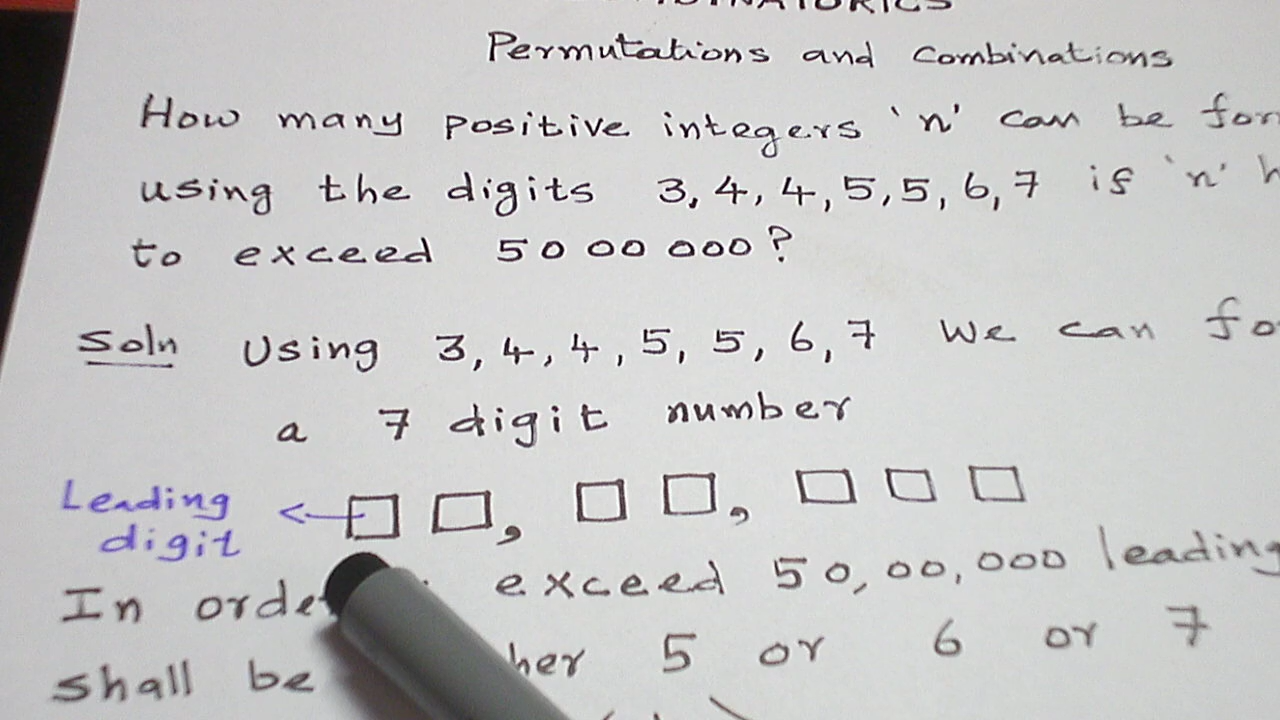 Permutations and Combinations
How many positive integers 'n' can be
using the digits 3, 4, 4, 5, 5, 6, 7 is 'n'
to exceed 50 00 000?
Soln Using 3, 4, 4, 5, 5, 6, 7 We can
a 7 digit number
Leading
digit
In exceed 50,00,000 leading
shall be 5 or 6 or 7